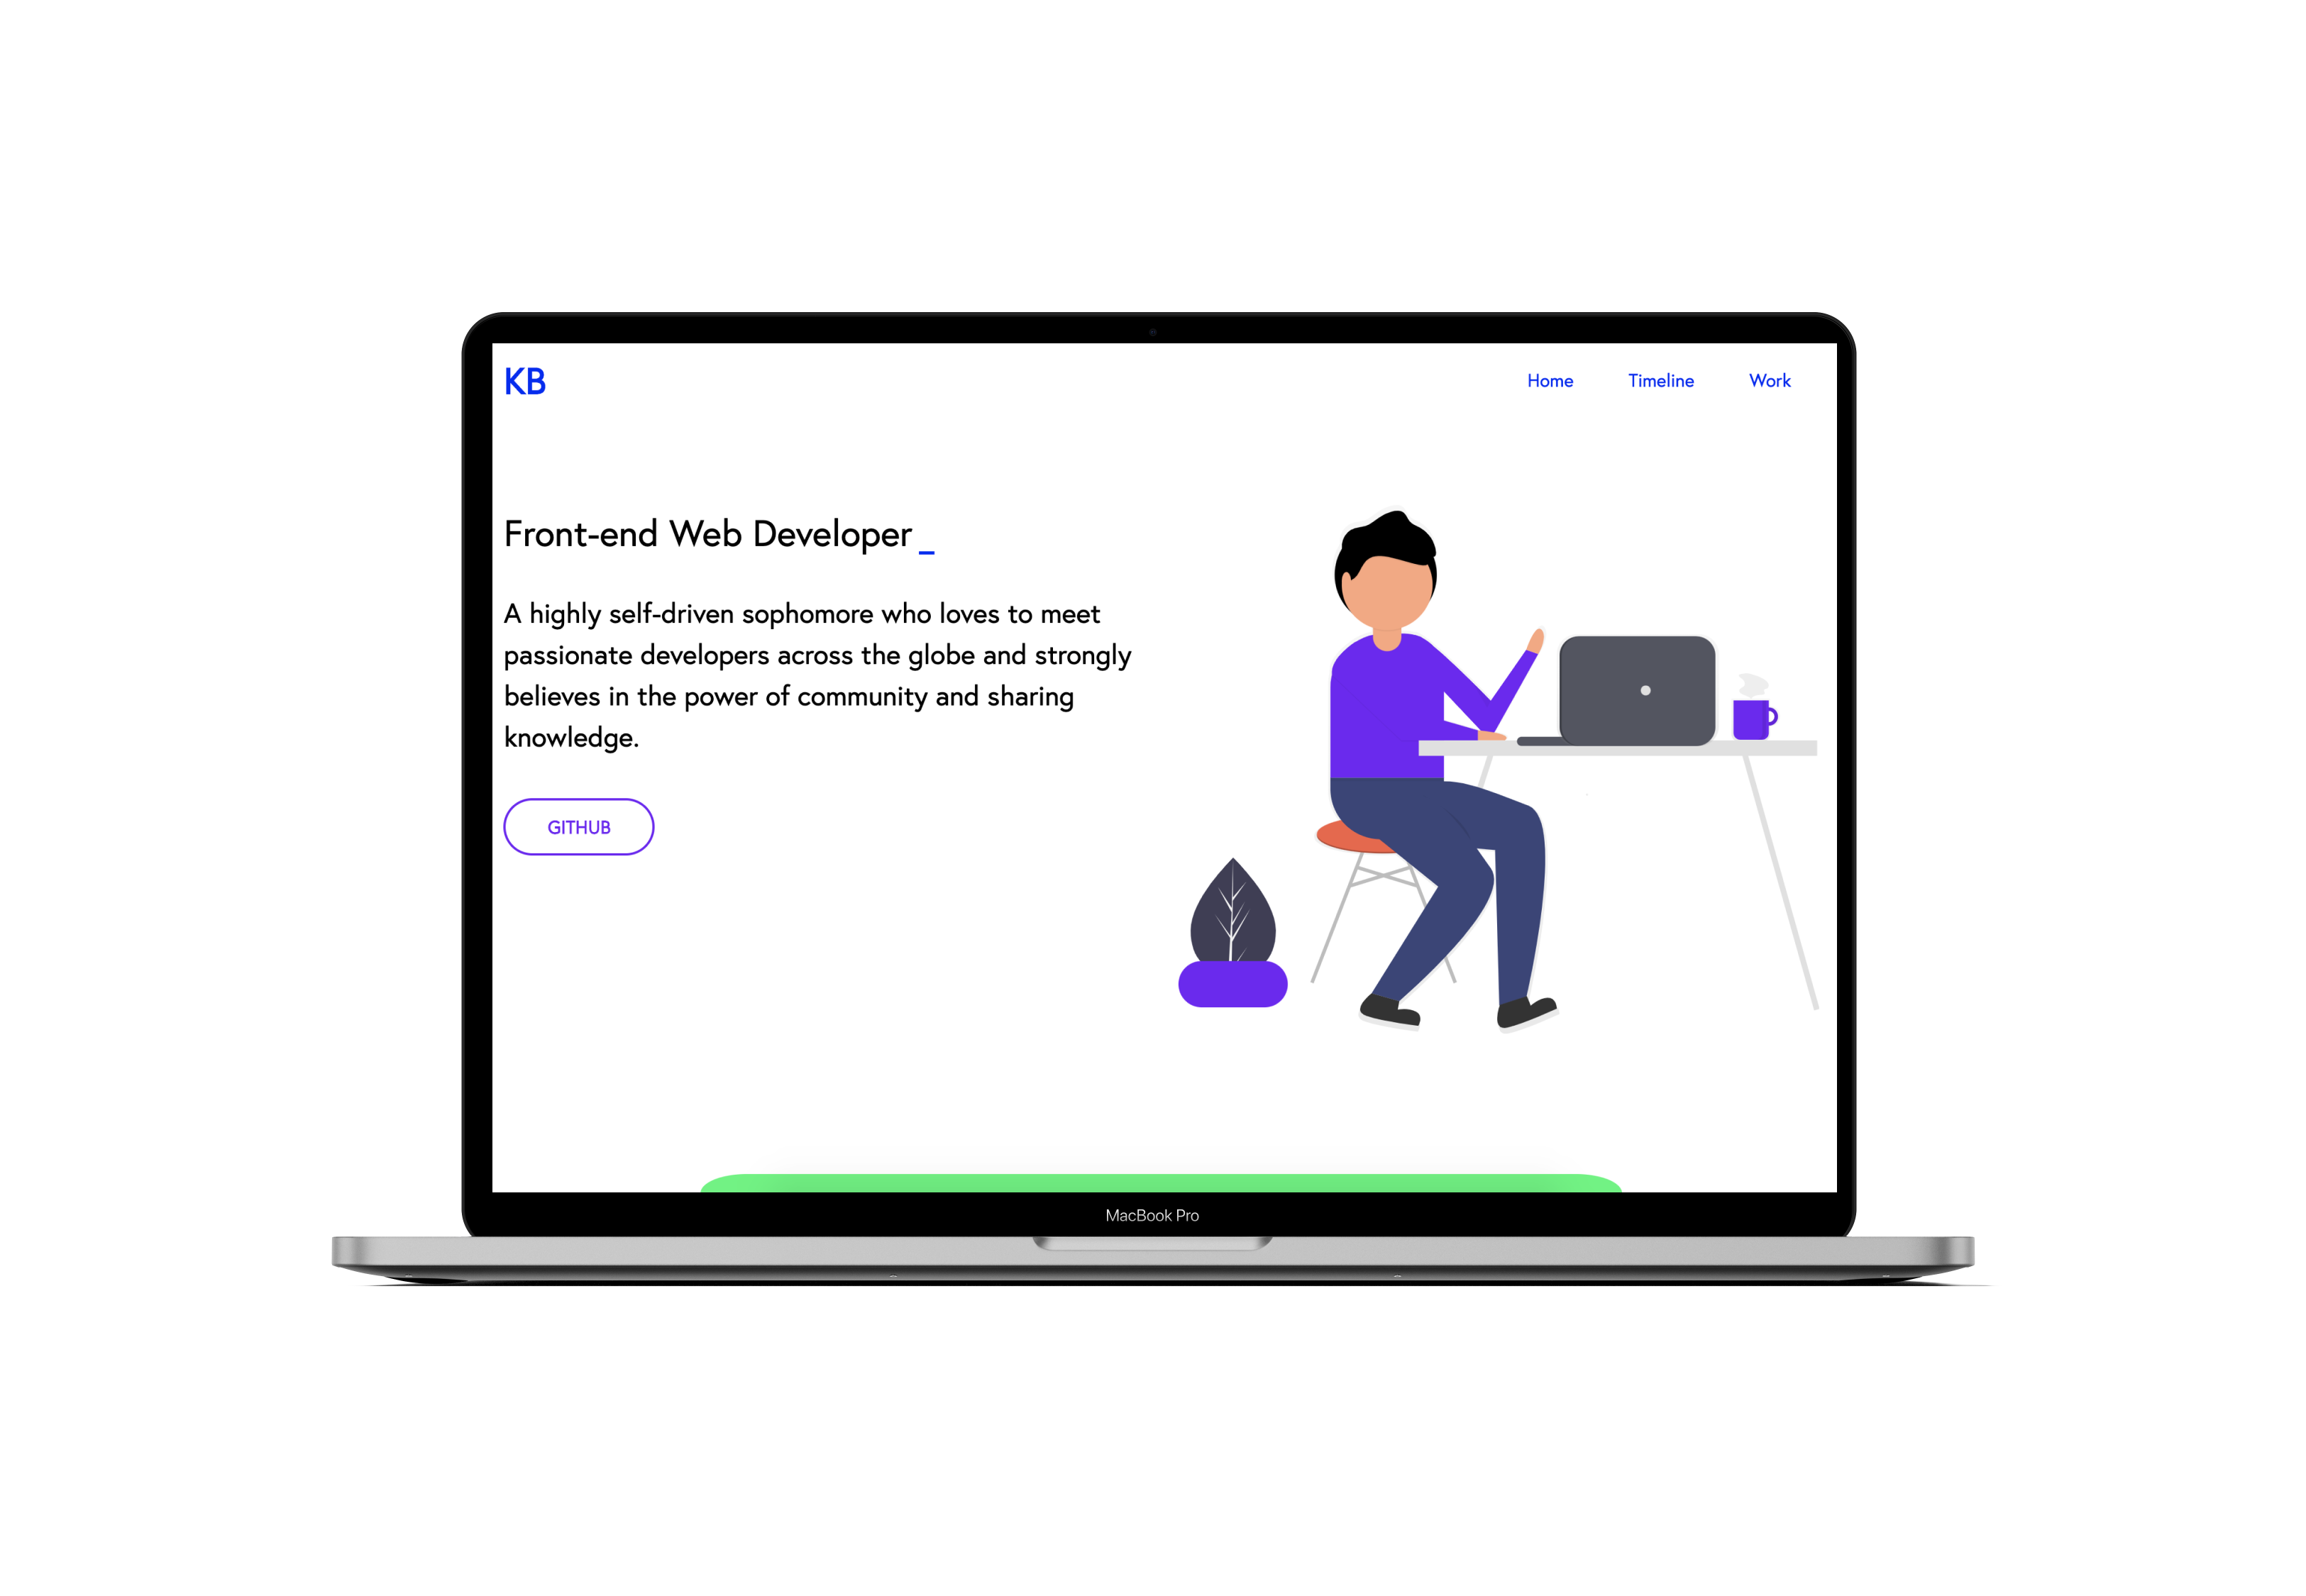 KB
Home Timeline Work
Front-end Web Developer _
A highly self-driven sophomore who loves to meet
passionate developers across the globe and strongly
believes in the power of community and sharing
knowledge.
GITHUB
MacBook Pro